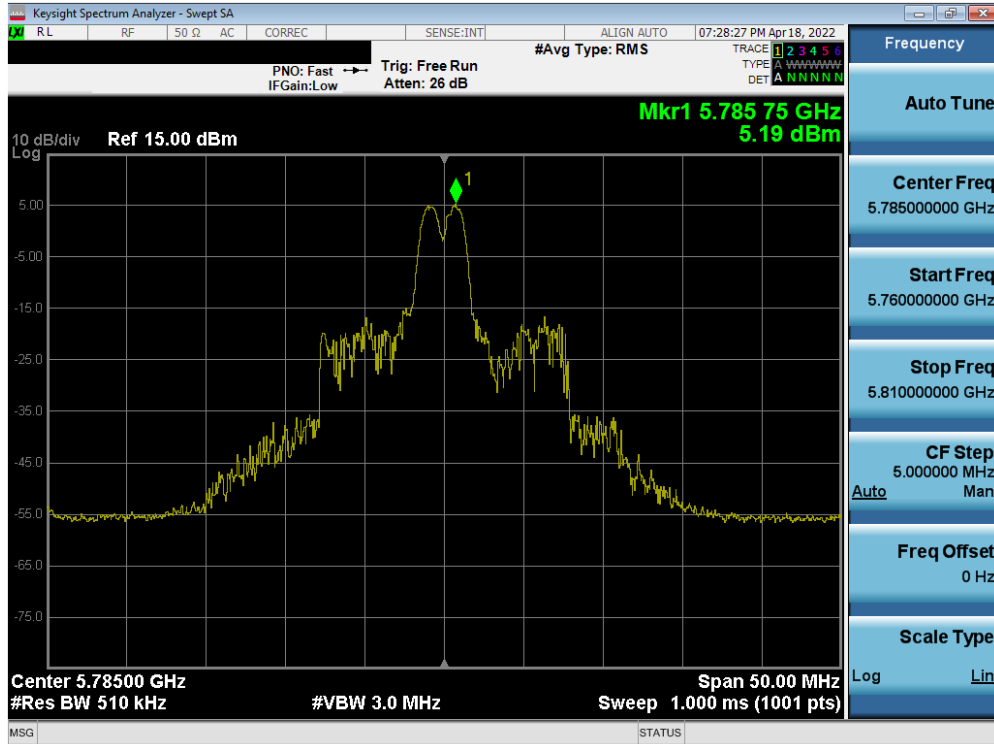 Keysight Spectrum Analyzer - Swept SA
LXI RL RF 50 Ω AC CORREC SENSE:INT ALIGN AUTO 07:28:27 PM Apr 18, 2022
#Avg Type: RMS
TRACE 1 2 3 4 5 6
TYPE A WWWWW
DET A N N N N N
PNO: Fast
IFGain:Low
Trig: Free Run
Atten: 26 dB
Mkr1 5.785 75 GHz
5.19 dBm
10 dB/div
Log
Ref 15.00 dBm
1
5.00
-5.00
-15.0
-25.0
-35.0
-45.0
-55.0
-65.0
-75.0
Center 5.78500 GHz
#Res BW 510 kHz
#VBW 3.0 MHz
Span 50.00 MHz
Sweep 1.000 ms (1001 pts)
MSG
STATUS
Frequency
Auto Tune
Center Freq
5.785000000 GHz
Start Freq
5.760000000 GHz
Stop Freq
5.810000000 GHz
CF Step
5.000000 MHz
Auto Man
Freq Offset
0 Hz
Scale Type
Log Lin